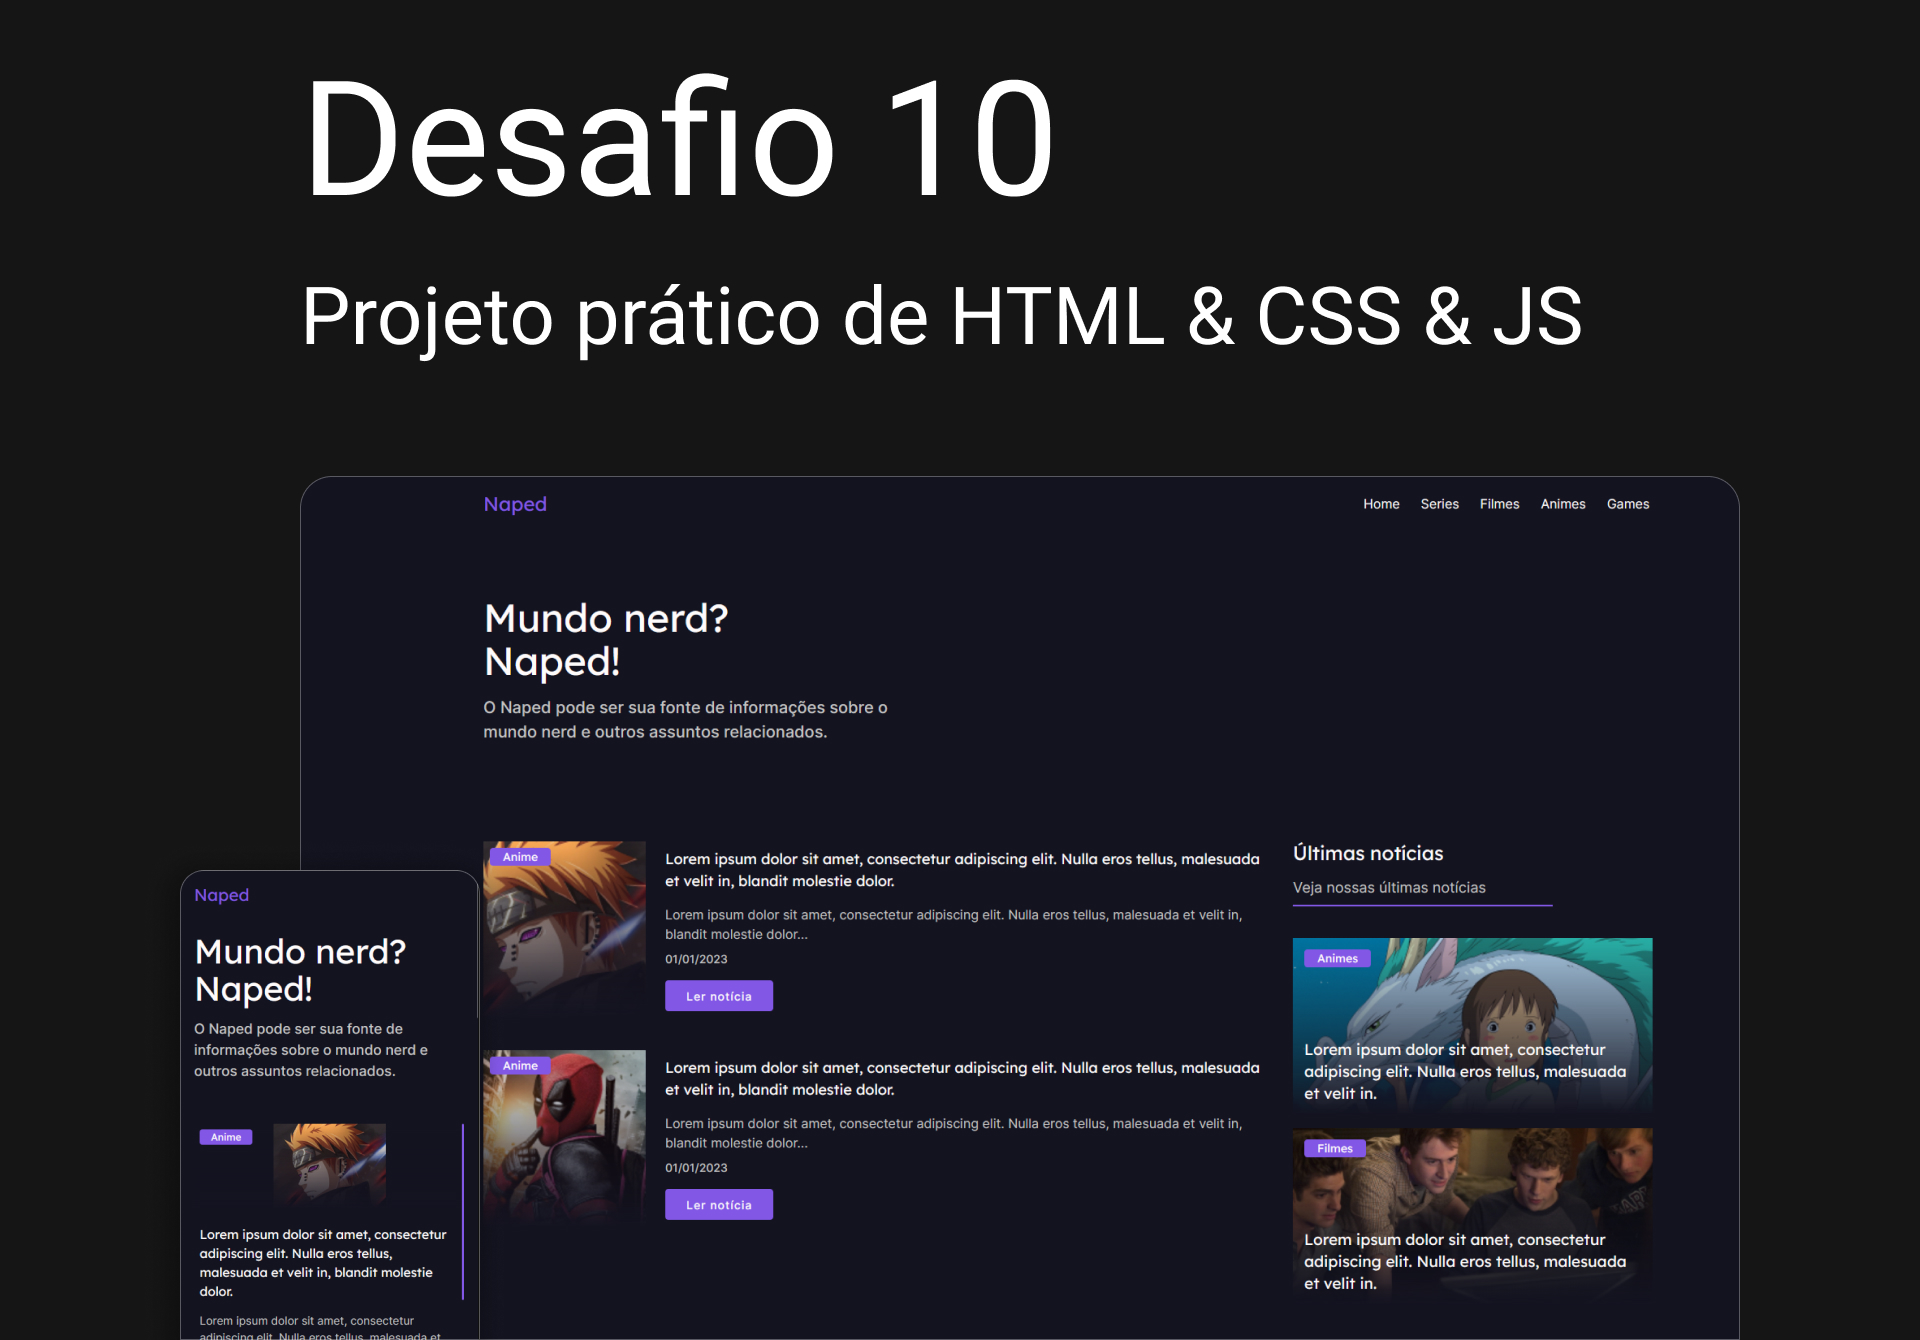 Desafio 10
Projeto prático de HTML & CSS & JS
Naped
Home Series Filmes Animes Games
Mundo nerd?
Naped!
O Naped pode ser sua fonte de informações sobre o
mundo nerd e outros assuntos relacionados.
Anime
Lorem ipsum dolor sit amet, consectetur adipiscing elit. Nulla eros tellus, malesuada
et velit in, blandit molestie dolor.
Lorem ipsum dolor sit amet, consectetur adipiscing elit. Nulla eros tellus, malesuada et velit in,
blandit molestie dolor...
01/01/2023
Ler notícia
Anime
Lorem ipsum dolor sit amet, consectetur adipiscing elit. Nulla eros tellus, malesuada
et velit in, blandit molestie dolor.
Lorem ipsum dolor sit amet, consectetur adipiscing elit. Nulla eros tellus, malesuada et velit in,
blandit molestie dolor...
01/01/2023
Ler notícia
Últimas notícias
Veja nossas últimas notícias
Animes
Lorem ipsum dolor sit amet, consectetur
adipiscing elit. Nulla eros tellus, malesuada
et velit in.
Filmes
Lorem ipsum dolor sit amet, consectetur
adipiscing elit. Nulla eros tellus, malesuada
et velit in.
Naped
Mundo nerd?
Naped!
O Naped pode ser sua fonte de
informações sobre o mundo nerd e
outros assuntos relacionados.
Anime
Lorem ipsum dolor sit amet, consectetur
adipiscing elit. Nulla eros tellus,
malesuada et velit in, blandit molestie
dolor.
Lorem ipsum dolor sit amet, consectetur
adipiscing elit. Nulla eros tellus, malesuada et